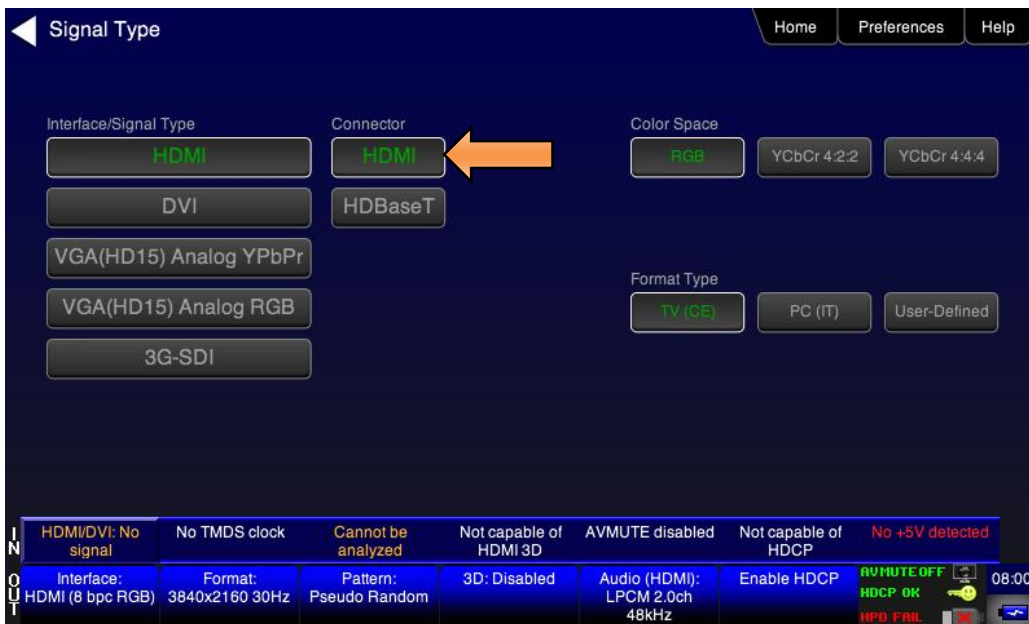 Signal Type
Home
Preferences
Help
Interface/Signal Type
Connector
Color Space
HDMI
HDMI
RGB
YCbCr 4:2:2
YCbCr 4:4:4
DVI
HDBaseT
VGA(HD15) Analog YPbPr
Format Type
VGA(HD15) Analog RGB
TV (CE)
PC (IT)
User-Defined
3G-SDI
IN
HDMI/DVI: No
signal
No TMDS clock
Cannot be
analyzed
Not capable of
HDMI 3D
AVMUTE disabled
Not capable of
HDCP
No +5V detected
OUT
Interface:
HDMI (8 bpc RGB)
Format:
3840x2160 30Hz
Pattern:
Pseudo Random
3D: Disabled
Audio (HDMI):
LPCM 2.0ch
48kHz
Enable HDCP
AVMUTEOFF
HDCP OK
HPD FAIL
08:00